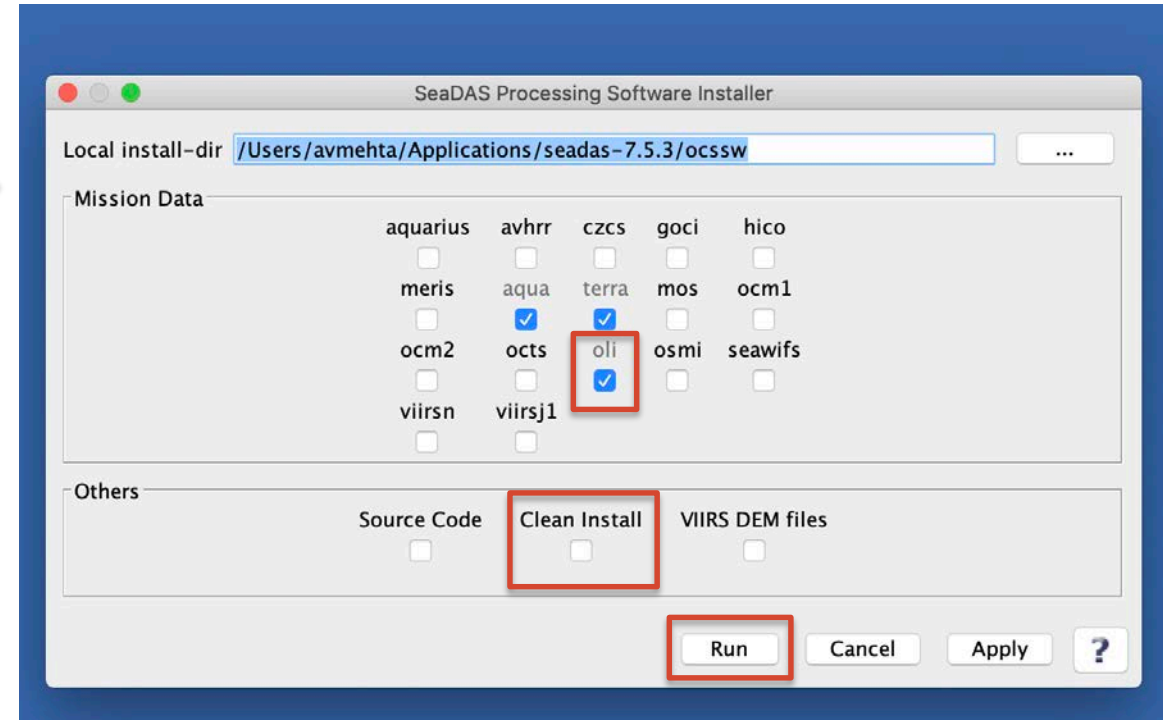 SeaDAS Processing Software Installer
Local install-dir /Users/avmehta/Applications/seadas-7.5.3/ocssw ...
Mission Data
aquarius avhrr czcs goci hico
meris aqua terra mos ocm1
ocm2 octs oli osmi seawifs
viirsn viirsj1
Others
Source Code Clean Install VIIRS DEM files
Run Cancel Apply ?